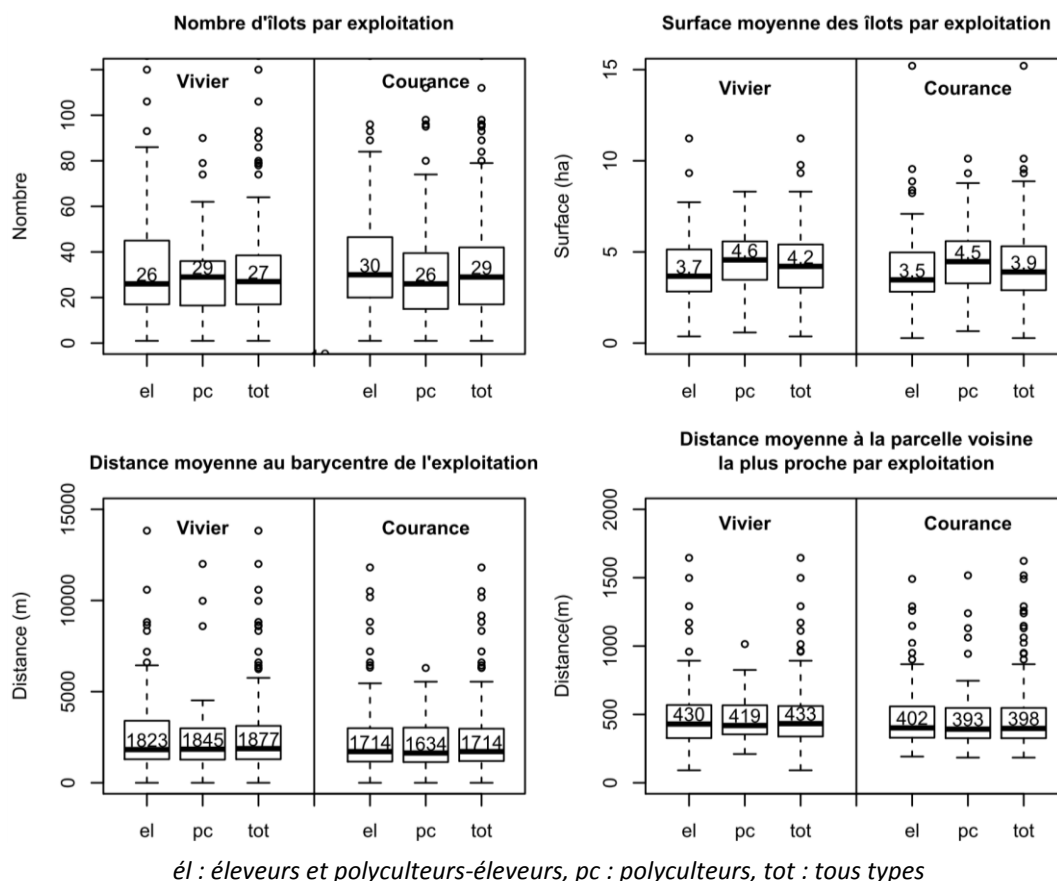 Nombre d'îlots par exploitation
Nombre
0 20 40 60 80 100
Vivier Courance
26 29 27 30 26 29
el pc tot el pc tot
Surface moyenne des îlots par exploitation
Surface (ha)
0 5 10 15
Vivier Courance
3.7 4.6 4.2 3.5 4.5 3.9
el pc tot el pc tot
Distance moyenne au barycentre de l'exploitation
Distance (m)
0 5000 10000 15000
Vivier Courance
1823 1845 1877 1714 1634 1714
el pc tot el pc tot
Distance moyenne à la parcelle voisine
la plus proche par exploitation
Distance(m)
0 500 1000 1500 2000
Vivier Courance
430 419 433 402 393 398
el pc tot el pc tot
él : éleveurs et polyculteurs-éleveurs, pc : polyculteurs, tot : tous types